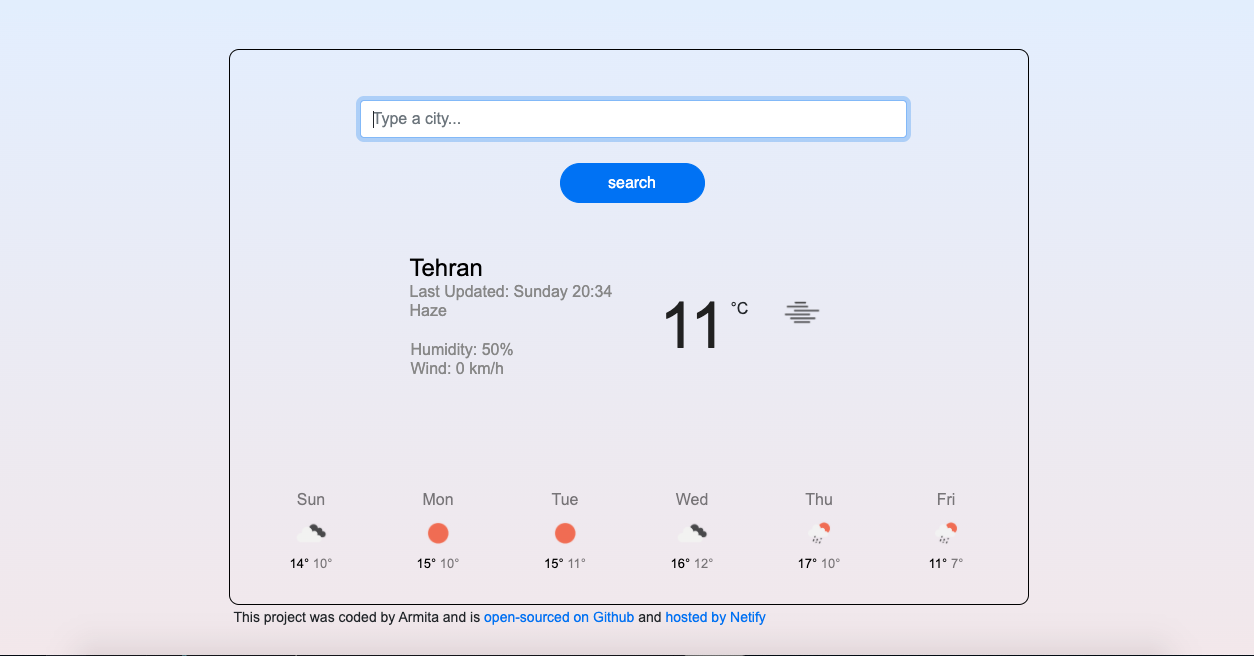 Type a city...
search
Tehran
Last Updated: Sunday 20:34
Haze
Humidity: 50%
Wind: 0 km/h
11 °C
Sun Mon Tue Wed Thu Fri
14° 10° 15° 10° 15° 11° 16° 12° 17° 10° 11° 7°
This project was coded by Armita and is open-sourced on Github and hosted by Netify